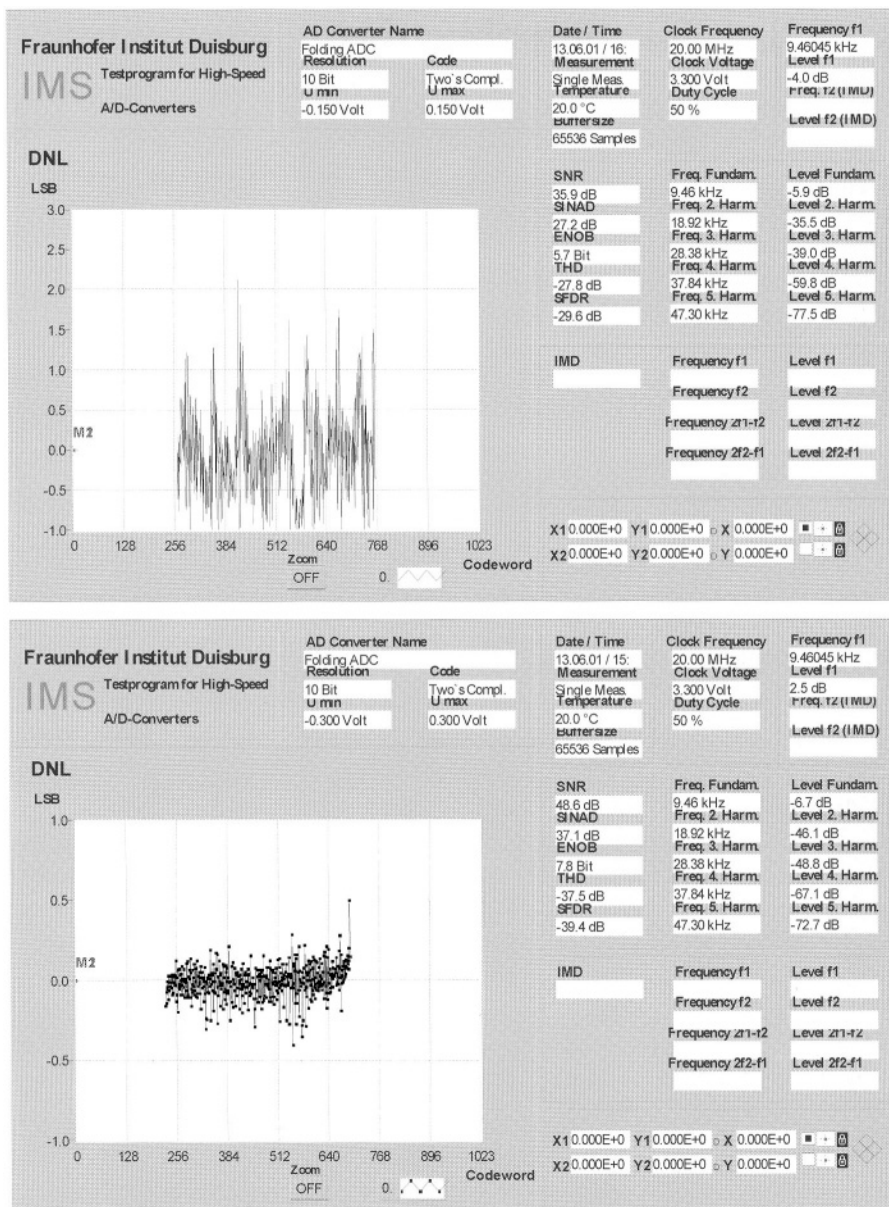 Fraunhofer Institut Duisburg
IMS
Testprogram for High-Speed
A/D-Converters
AD Converter Name
Folding ADC
Resolution Code
10 Bit Two`s Compl.
U min U max
-0.150 Volt 0.150 Volt
Date / Time Clock Frequency Frequency f1
13.06.01 / 16: 20.00 MHz 9.46045 kHz
Measurement Clock Voltage Level f1
Single Meas. 3.300 Volt -4.0 dB
Temperature Duty Cycle Freq. f2 (IMD)
20.0 °C 50 %
Buffersize Level f2 (IMD)
65536 Samples
DNL
LSB
3.0
2.5
2.0
1.5
1.0
0.5
M2
0.0
-0.5
-1.0
0 128 256 384 512 640 768 896 1023
Zoom
OFF
0.
Codeword
SNR Freq. Fundam. Level Fundam.
35.9 dB 9.46 kHz -5.9 dB
SINAD Freq. 2. Harm. Level 2. Harm.
27.2 dB 18.92 kHz -35.5 dB
ENOB Freq. 3. Harm. Level 3. Harm.
5.7 Bit 28.38 kHz -39.0 dB
THD Freq. 4. Harm. Level 4. Harm.
-27.8 dB 37.84 kHz -59.8 dB
SFDR Freq. 5. Harm. Level 5. Harm.
-29.6 dB 47.30 kHz -77.5 dB
IMD Frequency f1 Level f1
Frequency f2 Level f2
Frequency 2f1-f2 Level 2f1-f2
Frequency 2f2-f1 Level 2f2-f1
X1 0.000E+0 Y1 0.000E+0 D X 0.000E+0
X2 0.000E+0 Y2 0.000E+0 D Y 0.000E+0
Fraunhofer Institut Duisburg
IMS
Testprogram for High-Speed
A/D-Converters
AD Converter Name
Folding ADC
Resolution Code
10 Bit Two`s Compl.
U min U max
-0.300 Volt 0.300 Volt
Date / Time Clock Frequency Frequency f1
13.06.01 / 15: 20.00 MHz 9.46045 kHz
Measurement Clock Voltage Level f1
Single Meas. 3.300 Volt 2.5 dB
Temperature Duty Cycle Freq. f2 (IMD)
20.0 °C 50 %
Buffersize Level f2 (IMD)
65536 Samples
DNL
LSB
1.0
0.5
M2
0.0
-0.5
-1.0
0 128 256 384 512 640 768 896 1023
Zoom
OFF
0.
Codeword
SNR Freq. Fundam. Level Fundam.
48.6 dB 9.46 kHz -6.7 dB
SINAD Freq. 2. Harm. Level 2. Harm.
37.1 dB 18.92 kHz -46.1 dB
ENOB Freq. 3. Harm. Level 3. Harm.
7.8 Bit 28.38 kHz -48.8 dB
THD Freq. 4. Harm. Level 4. Harm.
-37.5 dB 37.84 kHz -67.1 dB
SFDR Freq. 5. Harm. Level 5. Harm.
-39.4 dB 47.30 kHz -72.7 dB
IMD Frequency f1 Level f1
Frequency f2 Level f2
Frequency 2f1-f2 Level 2f1-f2
Frequency 2f2-f1 Level 2f2-f1
X1 0.000E+0 Y1 0.000E+0 D X 0.000E+0
X2 0.000E+0 Y2 0.000E+0 D Y 0.000E+0